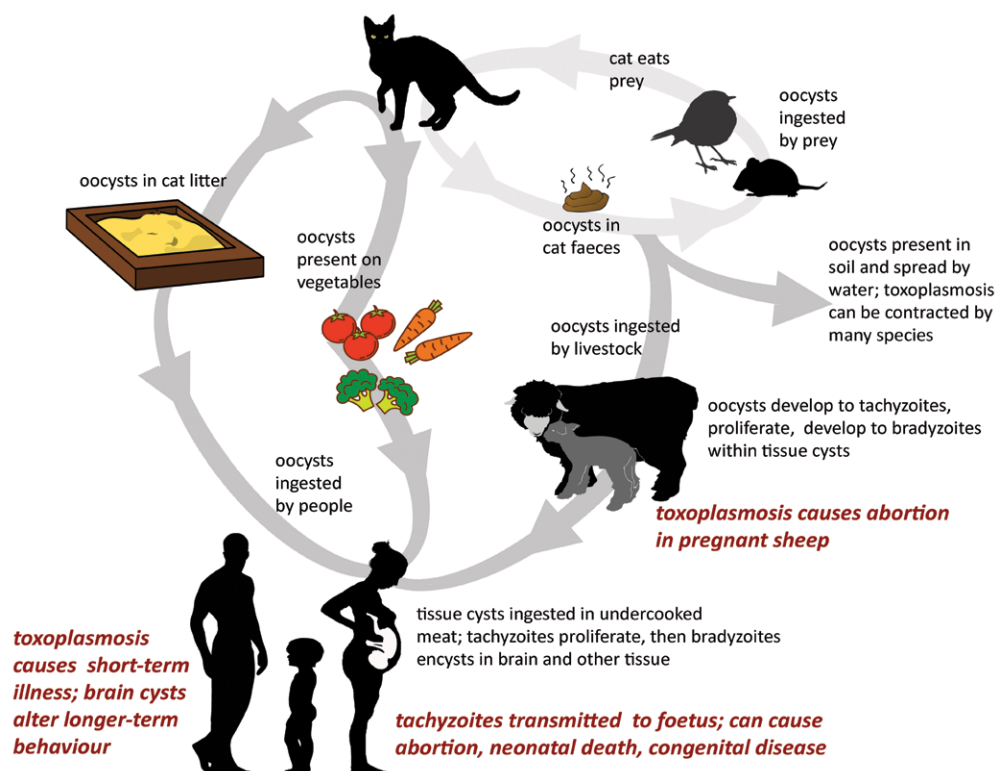 cat eats
prey
oocysts
ingested
by prey
oocysts in cat litter
oocysts
present on
vegetables
oocysts in
cat faeces
oocysts present in
soil and spread by
water; toxoplasmosis
can be contracted by
many species
oocysts ingested
by livestock
oocysts develop to tachyzoites,
proliferate, develop to bradyzoites
within tissue cysts
oocysts
ingested
by people
toxoplasmosis causes abortion
in pregnant sheep
tissue cysts ingested in undercooked
meat; tachyzoites proliferate, then bradyzoites
encysts in brain and other tissue
toxoplasmosis
causes short-term
illness; brain cysts
alter longer-term
behaviour
tachyzoites transmitted to foetus; can cause
abortion, neonatal death, congenital disease